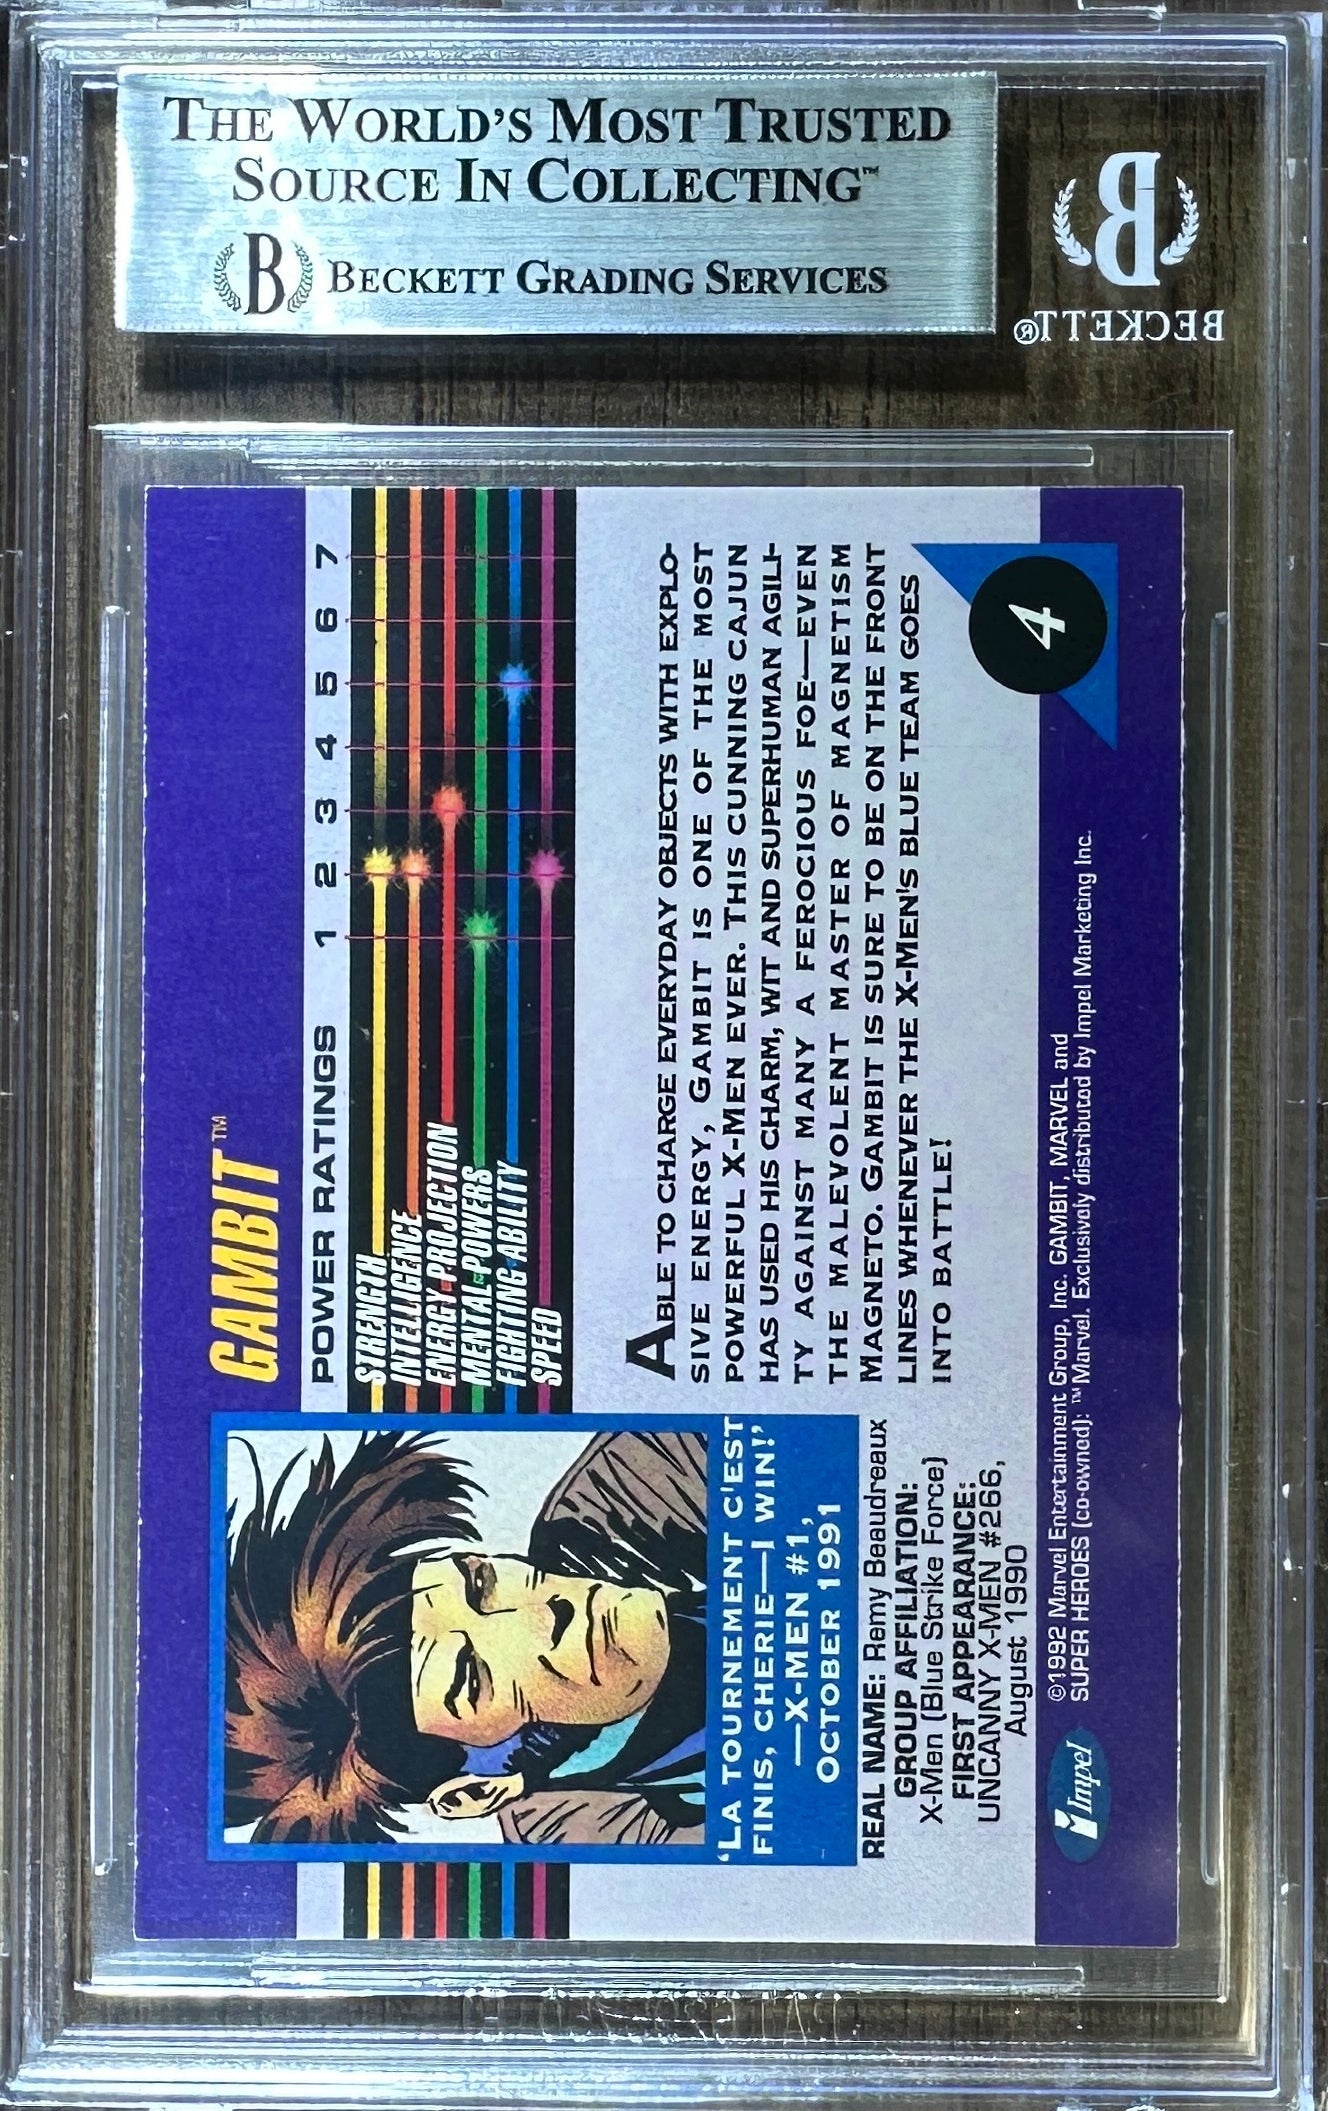 THE WORLD'S MOST TRUSTED
SOURCE IN COLLECTING™
B BECKETT GRADING SERVICES
B
BECKETT®
GAMBIT™
POWER RATINGS 1 2 3 4 5 6 7
STRENGTH
INTELLIGENCE
ENERGY PROJECTION
MENTAL POWERS
FIGHTING ABILITY
SPEED
'LA TOURNEMENT C'EST
FINIS, CHERIE—I WIN!'
—X-MEN #1,
OCTOBER 1991
REAL NAME: Remy Beaudreaux
GROUP AFFILIATION:
X-Men (Blue Strike Force)
FIRST APPEARANCE:
UNCANNY X-MEN #266,
August 1990
ABLE TO CHARGE EVERYDAY OBJECTS WITH EXPLO-
SIVE ENERGY, GAMBIT IS ONE OF THE MOST
POWERFUL X-MEN EVER. THIS CUNNING CAJUN
HAS USED HIS CHARM, WIT AND SUPERHUMAN AGILI-
TY AGAINST MANY A FEROCIOUS FOE—EVEN
THE MALEVOLENT MASTER OF MAGNETISM
MAGNETO. GAMBIT IS SURE TO BE ON THE FRONT
LINES WHENEVER THE X-MEN'S BLUE TEAM GOES
INTO BATTLE!
4
Impel
©1992 Marvel Entertainment Group, Inc. GAMBIT, MARVEL and
SUPER HEROES (co-owned): ™Marvel. Exclusively distributed by Impel Marketing Inc.